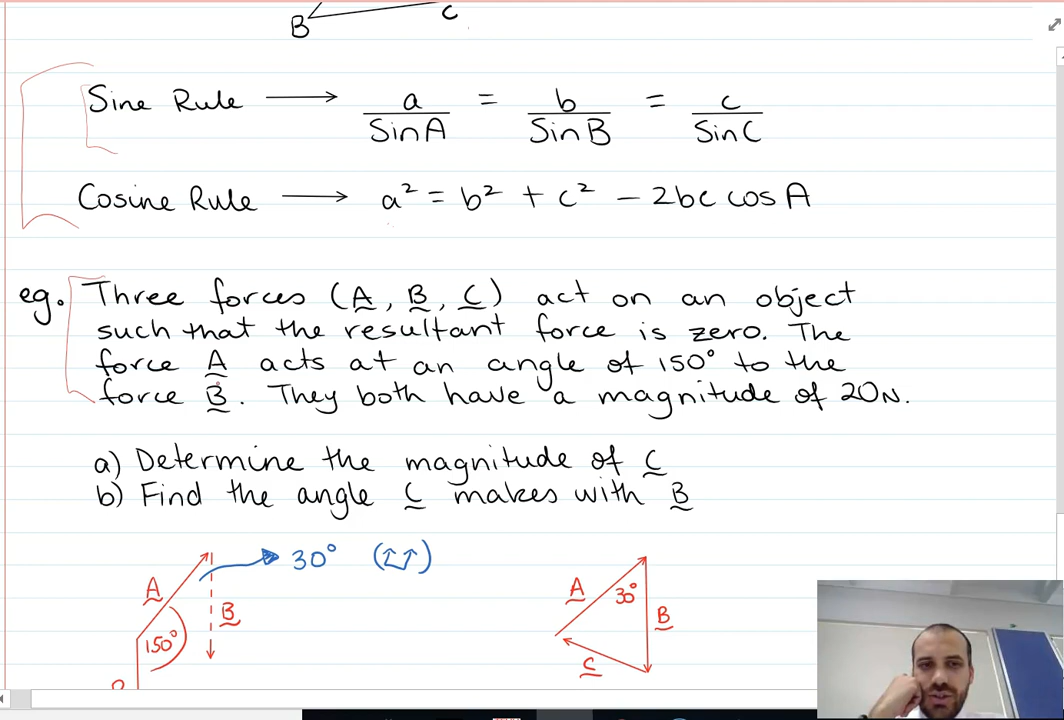 B
C
Sine Rule → a/SinA = b/SinB = c/SinC
Cosine Rule → a² = b² + c² - 2bc cosA
eg. Three forces (A, B, C) act on an object
such that the resultant force is zero. The
force A acts at an angle of 150° to the
force B. They both have a magnitude of 20N.
a) Determine the magnitude of C
b) Find the angle C makes with B
30°
A
B
150°
A
30°
B
C